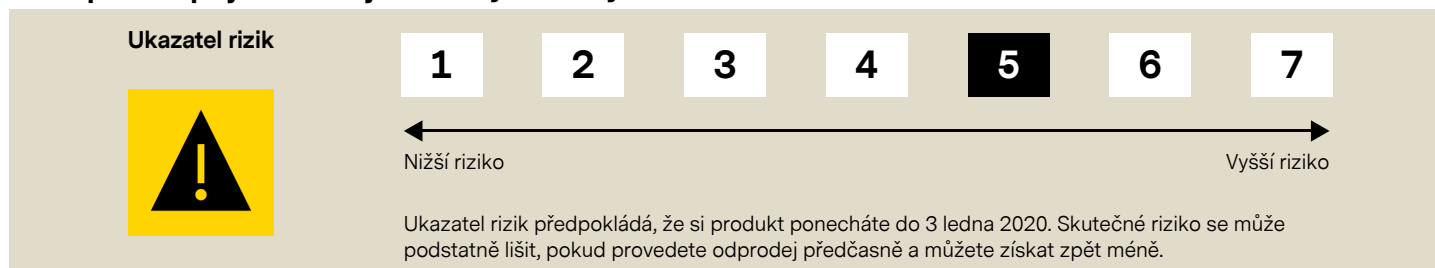 Ukazatel rizik
1 2 3 4 5 6 7
Nižší riziko Vyšší riziko
Ukazatel rizik předpokládá, že si produkt ponecháte do 3 ledna 2020. Skutečné riziko se může
podstatně lišit, pokud provedete odprodej předčasně a můžete získat zpět méně.